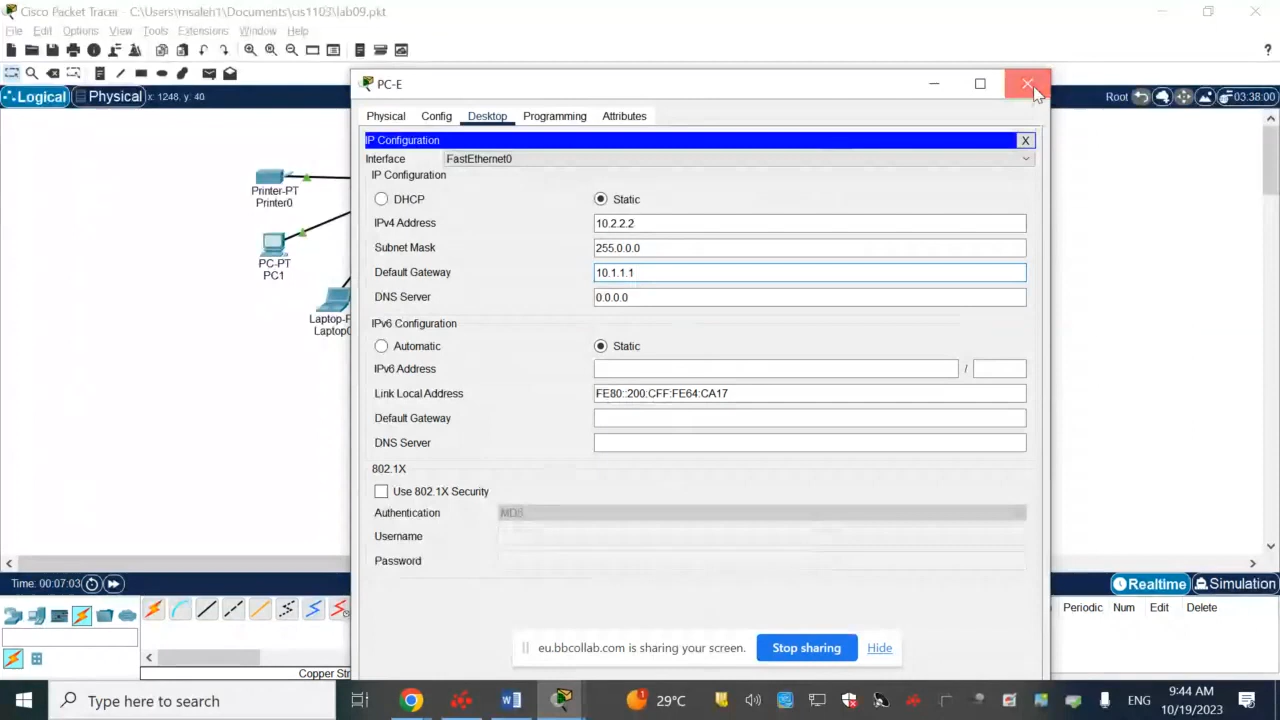 Cisco Packet Tracer - C:\Users\msaleh1\Documents\cis1103\lab09.pkt
File Edit Options View Tools Extensions Window Help
?
Logical Physical x: 1248, y: 40
Root 03:38:00
PC-E
Physical Config Desktop Programming Attributes
IP Configuration X
Interface FastEthernet0
IP Configuration
DHCP Static
IPv4 Address 10.2.2.2
Subnet Mask 255.0.0.0
Default Gateway 10.1.1.1
DNS Server 0.0.0.0
IPv6 Configuration
Automatic Static
IPv6 Address /
Link Local Address FE80::200:CFF:FE64:CA17
Default Gateway
DNS Server
802.1X
Use 802.1X Security
Authentication MD5
Username
Password
Printer-PT
Printer0
PC-PT
PC1
Time: 00:07:03
Realtime Simulation
Periodic Num Edit Delete
eu.bbcollab.com is sharing your screen. Stop sharing Hide
Type here to search
29°C
ENG
9:44 AM
10/19/2023